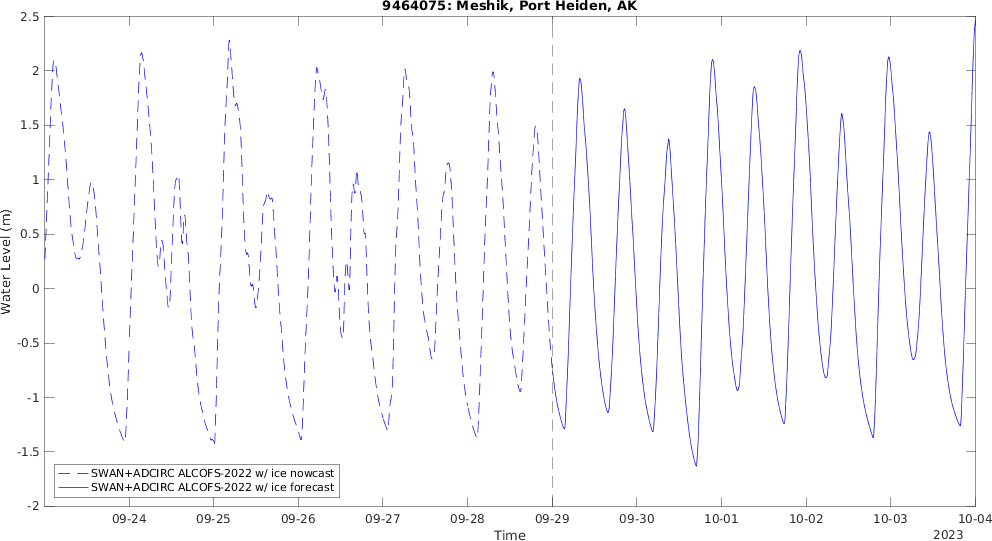 9464075: Meshik, Port Heiden, AK
Water Level (m)
2.5
2
1.5
1
0.5
0
-0.5
-1
-1.5
-2
SWAN+ADCIRC ALCOFS-2022 w/ ice nowcast
SWAN+ADCIRC ALCOFS-2022 w/ ice forecast
09-24 09-25 09-26 09-27 09-28 09-29 09-30 10-01 10-02 10-03 10-04
Time
2023